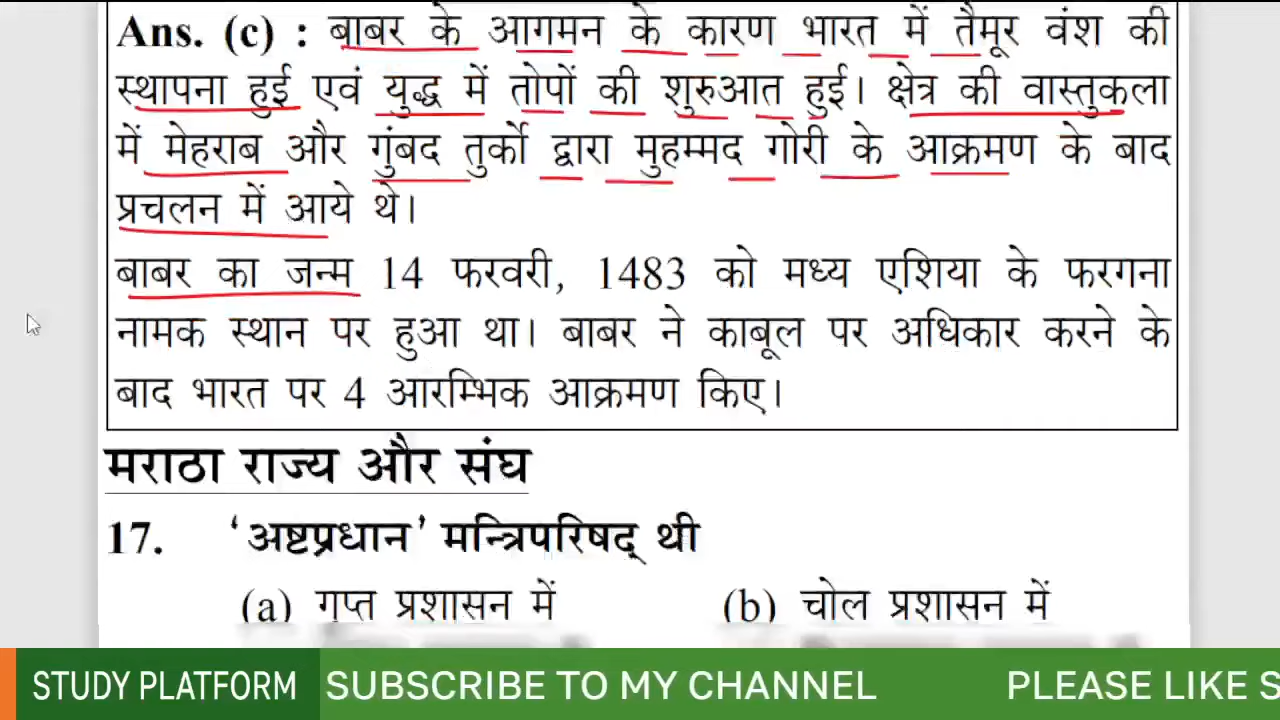 Ans. (c) : बाबर के आगमन के कारण भारत में तैमूर वंश की
स्थापना हुई एवं युद्ध में तोपों की शुरुआत हुई। क्षेत्र की वास्तुकला
में मेहराब और गुंबद तुर्कों द्वारा मुहम्मद गोरी के आक्रमण के बाद
प्रचलन में आये थे।
बाबर का जन्म 14 फरवरी, 1483 को मध्य एशिया के फरगना
नामक स्थान पर हुआ था। बाबर ने काबूल पर अधिकार करने के
बाद भारत पर 4 आरम्भिक आक्रमण किए।
मराठा राज्य और संघ
17. 'अष्टप्रधान' मन्त्रिपरिषद् थी
(a) गुप्त प्रशासन में (b) चोल प्रशासन में
STUDY PLATFORM SUBSCRIBE TO MY CHANNEL PLEASE LIKE S